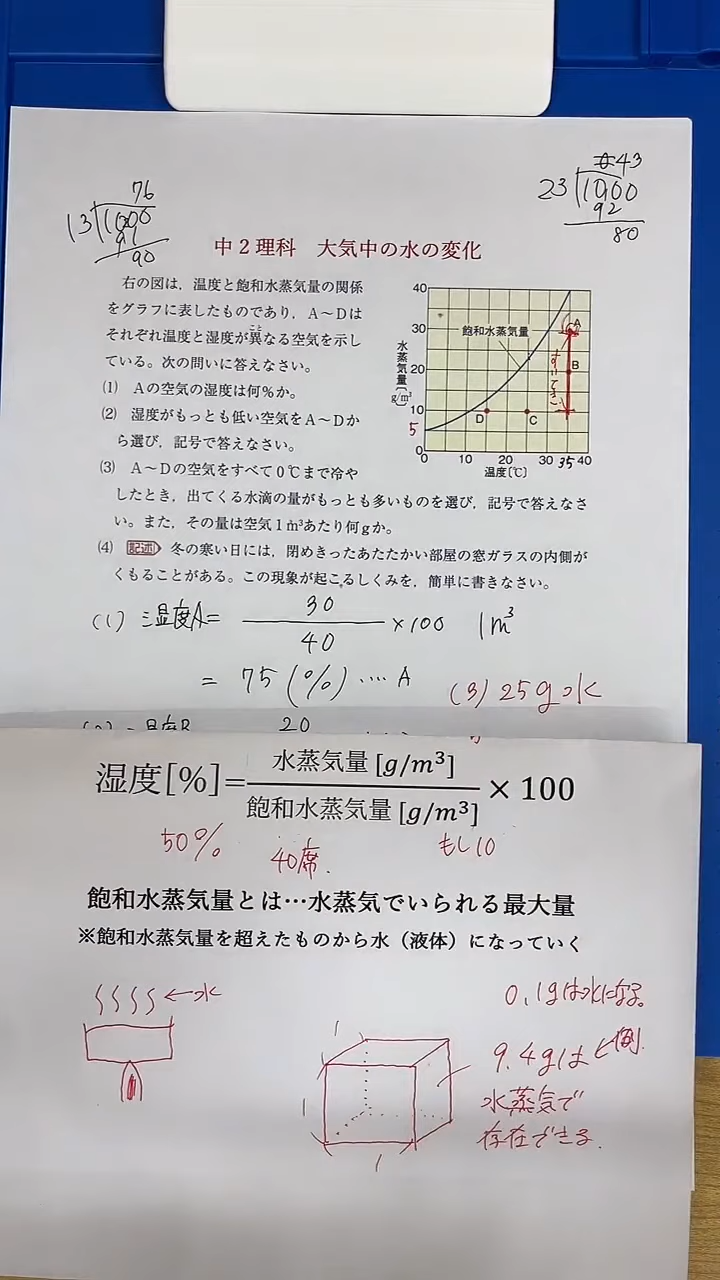 76
13 1000
91
90
43
23 1000
92
80
中2理科 大気中の水の変化
右の図は，温度と飽和水蒸気量の関係
をグラフに表したものであり，A～Dは
それぞれ温度と湿度が異なる空気を示し
こと
ている。次の問いに答えなさい。
(1) Aの空気の湿度は何%か。
(2) 湿度がもっとも低い空気をA～Dか
ら選び，記号で答えなさい。
(3) A～Dの空気をすべて0℃まで冷や
したとき，出てくる水滴の量がもっとも多いものを選び，記号で答えなさ
い。また，その量は空気1m³あたり何gか。
(4) 記述 冬の寒い日には，閉めきったあたたかい部屋の窓ガラスの内側が
くもることがある。この現象が起こるしくみを，簡単に書きなさい。
40
30
20
10
5
0
水蒸気量〔g/m³〕
飽和水蒸気量
A
B
D
C
0 10 20 30 35 40
温度〔℃〕
(1) 湿度A= 30/40 ×100 1m³
= 75 (%) …. A
(3) 25g水
20
湿度[%]=水蒸気量 [g/m³]/飽和水蒸気量 [g/m³] × 100
50% 40席. もし10
飽和水蒸気量とは…水蒸気でいられる最大量
※飽和水蒸気量を超えたものから水（液体）になっていく
←水
0.1gは水になる。
例
9.4gは
水蒸気で
存在できる.
1
1
1